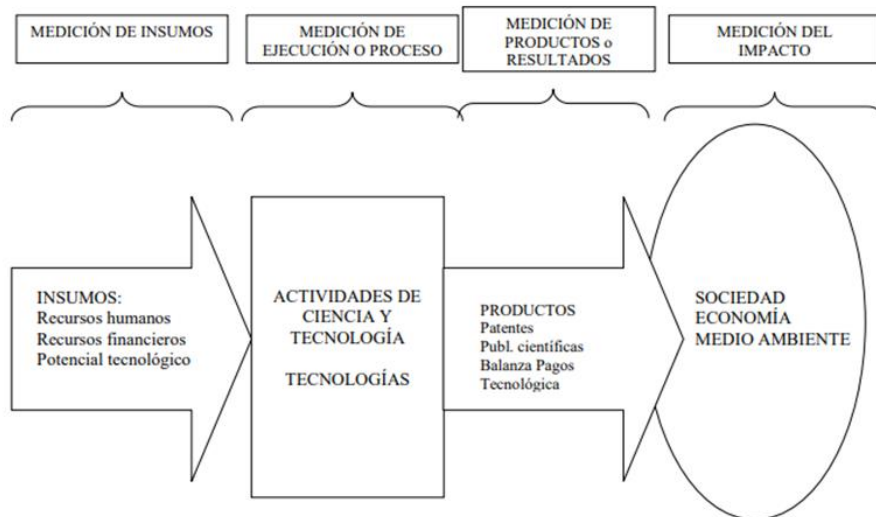 MEDICIÓN DE INSUMOS
MEDICIÓN DE
EJECUCIÓN O PROCESO
MEDICIÓN DE
PRODUCTOS o
RESULTADOS
MEDICIÓN DEL
IMPACTO
INSUMOS:
Recursos humanos
Recursos financieros
Potencial tecnológico
ACTIVIDADES DE
CIENCIA Y
TECNOLOGÍA
TECNOLOGÍAS
PRODUCTOS
Patentes
Publ. científicas
Balanza Pagos
Tecnológica
SOCIEDAD
ECONOMÍA
MEDIO AMBIENTE